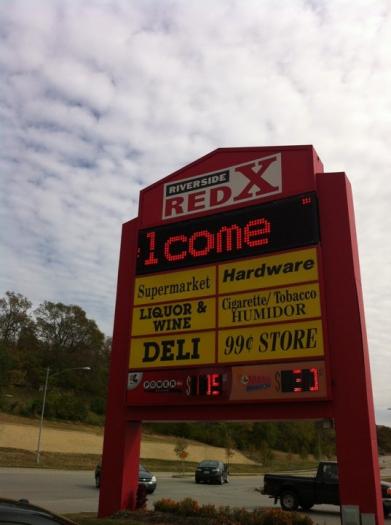 RIVERSIDE
RED X
lcome
Supermarket
Hardware
LIQUOR &
WINE
Cigarette/Tobacco
HUMIDOR
DELI
99¢ STORE
POWER
$
$